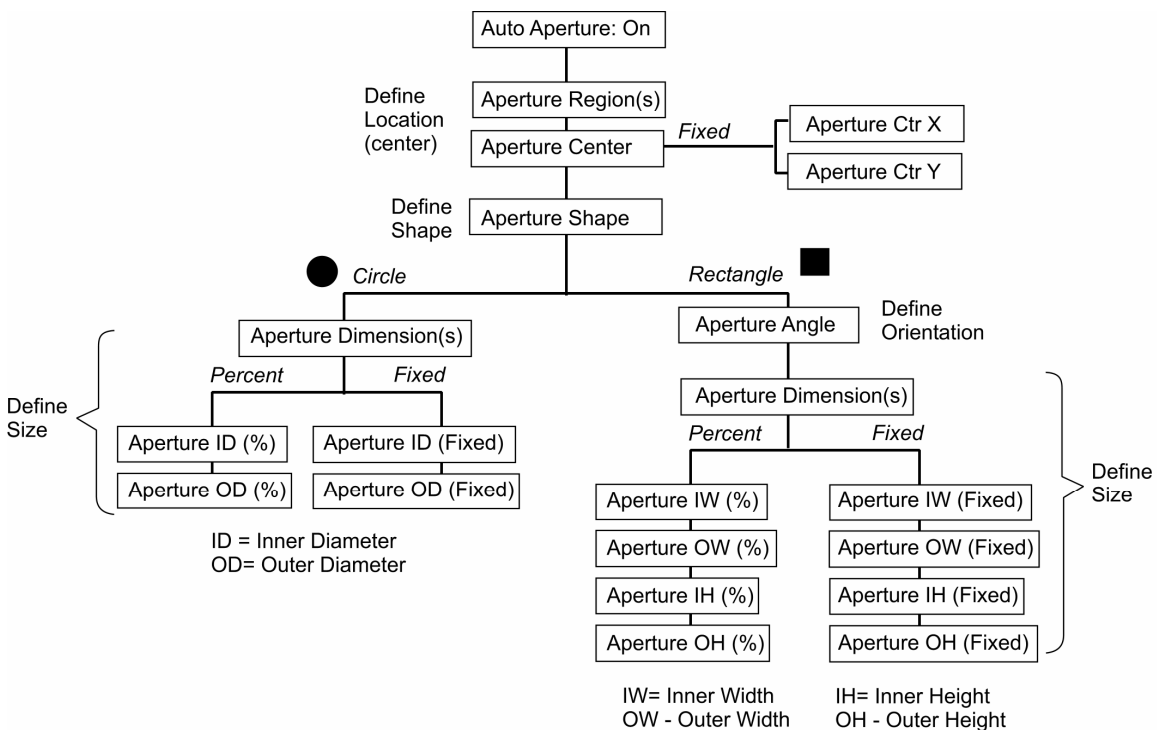 Auto Aperture: On
Define
Location
(center)
Aperture Region(s)
Aperture Center
Fixed
Aperture Ctr X
Aperture Ctr Y
Define
Shape
Aperture Shape
Circle
Rectangle
Aperture Dimension(s)
Percent
Fixed
Define
Size
Aperture ID (%)
Aperture ID (Fixed)
Aperture OD (%)
Aperture OD (Fixed)
ID = Inner Diameter
OD= Outer Diameter
Aperture Angle
Define
Orientation
Aperture Dimension(s)
Percent
Fixed
Define
Size
Aperture IW (%)
Aperture IW (Fixed)
Aperture OW (%)
Aperture OW (Fixed)
Aperture IH (%)
Aperture IH (Fixed)
Aperture OH (%)
Aperture OH (Fixed)
IW= Inner Width
OW - Outer Width
IH= Inner Height
OH - Outer Height